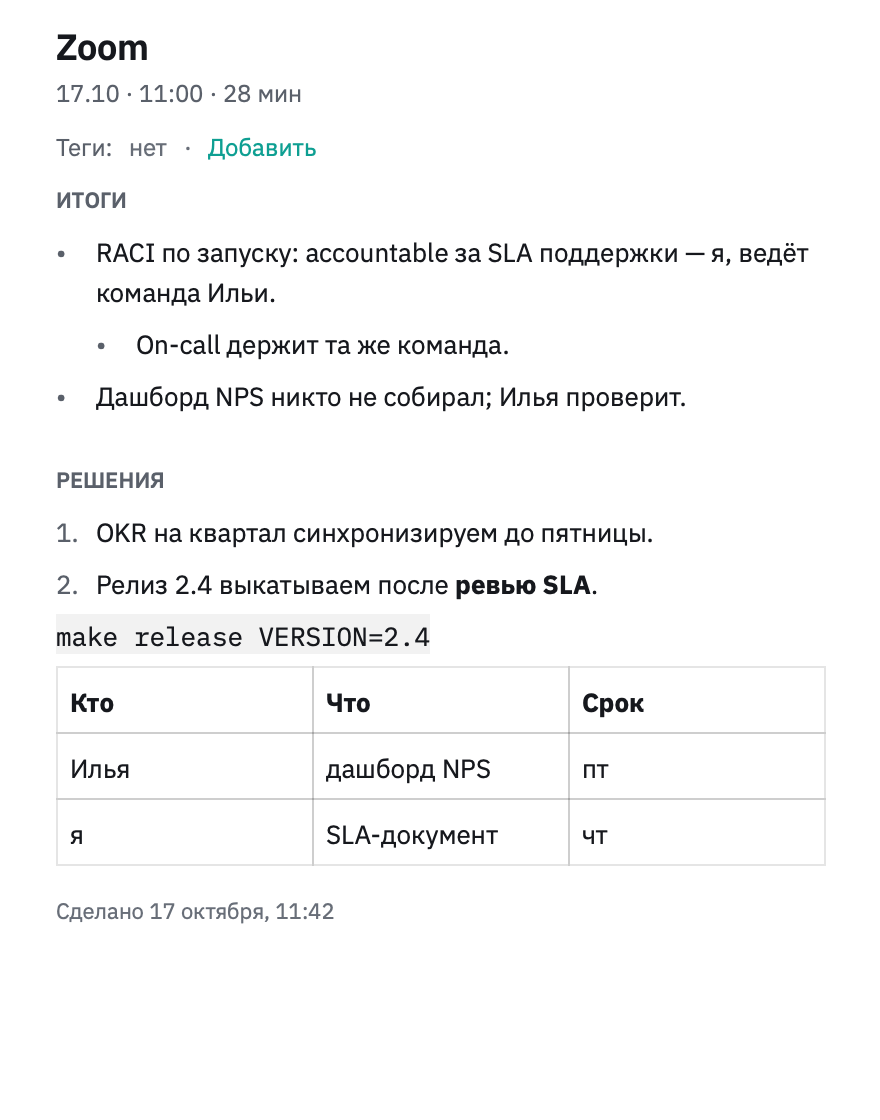 Zoom
17.10 · 11:00 · 28 мин
Теги: нет · Добавить
ИТОГИ
• RACI по запуску: accountable за SLA поддержки — я, ведёт
команда Ильи.
• On-call держит та же команда.
• Дашборд NPS никто не собирал; Илья проверит.
РЕШЕНИЯ
1. OKR на квартал синхронизируем до пятницы.
2. Релиз 2.4 выкатываем после ревью SLA.
make release VERSION=2.4
Кто Что Срок
Илья дашборд NPS пт
я SLA-документ чт
Сделано 17 октября, 11:42